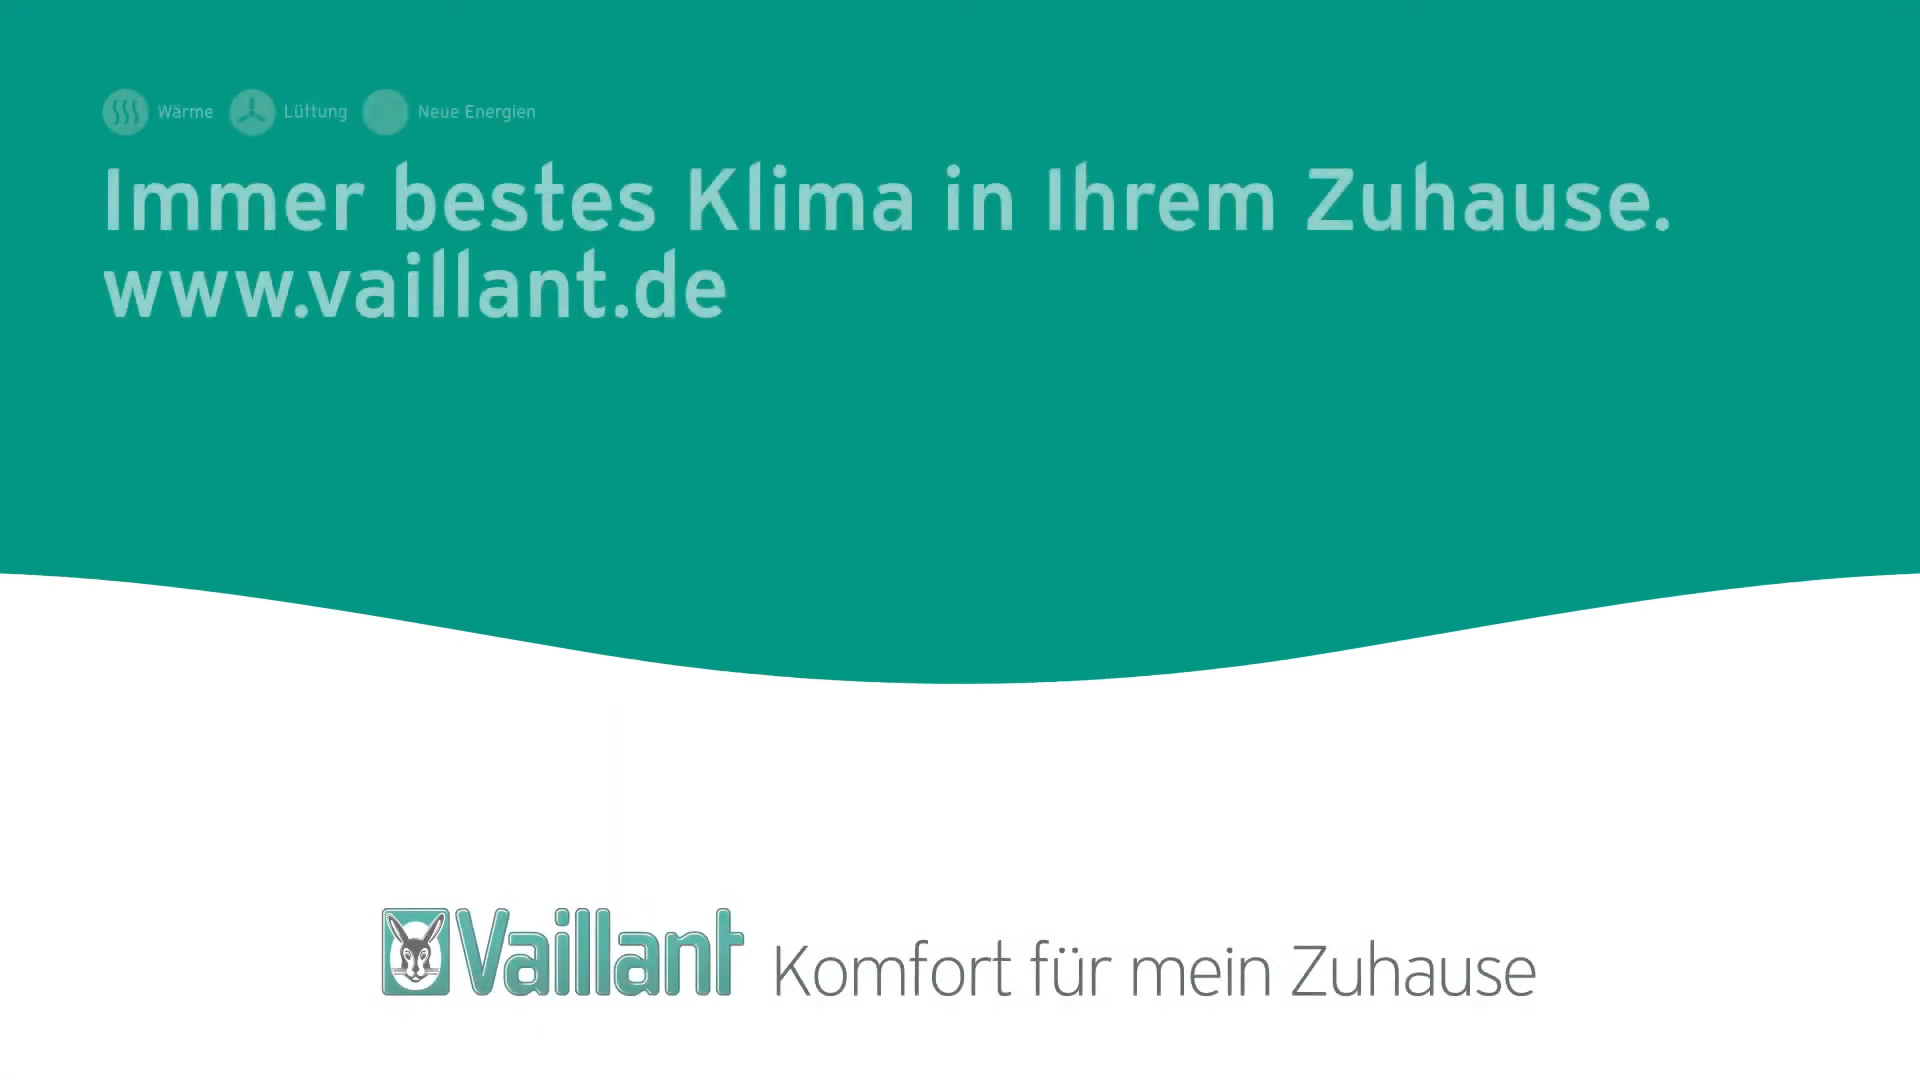 Wärme Lüftung Neue Energien
Immer bestes Klima in Ihrem Zuhause.
www.vaillant.de
Vaillant Komfort für mein Zuhause